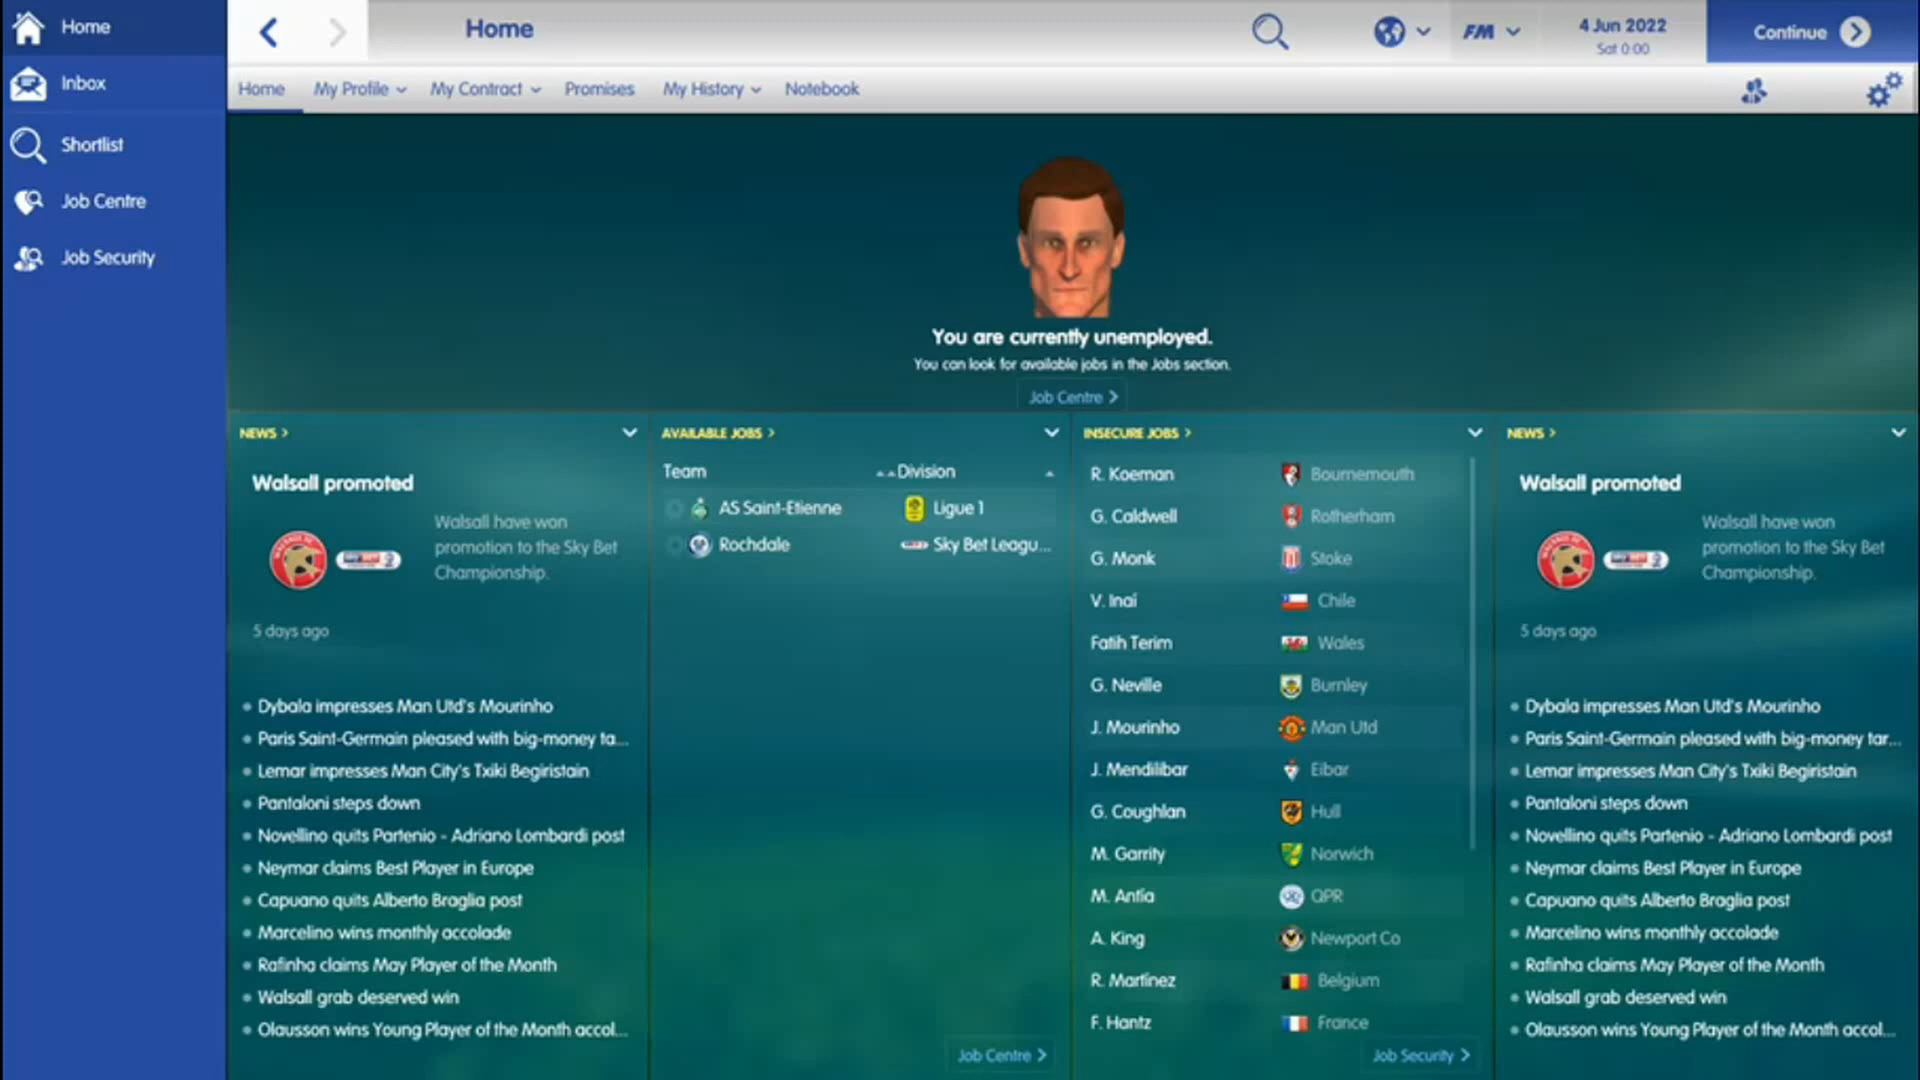 Home
Inbox
Shortlist
Job Centre
Job Security
Home
FM
4 Jun 2022
Sat 0:00
Continue
Home
My Profile
My Contract
Promises
My History
Notebook
You are currently unemployed.
You can look for available jobs in the Jobs section.
Job Centre >
NEWS >
Walsall promoted
Walsall have won
promotion to the Sky Bet
Championship.
5 days ago
Dybala impresses Man Utd's Mourinho
Paris Saint-Germain pleased with big-money ta...
Lemar impresses Man City's Txiki Begiristain
Pantaloni steps down
Novellino quits Partenio - Adriano Lombardi post
Neymar claims Best Player in Europe
Capuano quits Alberto Braglia post
Marcelino wins monthly accolade
Rafinha claims May Player of the Month
Walsall grab deserved win
Olausson wins Young Player of the Month accol...
AVAILABLE JOBS >
Team Division
AS Saint-Etienne Ligue 1
Rochdale Sky Bet Leagu...
Job Centre >
INSECURE JOBS >
R. Koeman Bournemouth
G. Caldwell Rotherham
G. Monk Stoke
V. Inaí Chile
Fatih Terim Wales
G. Neville Burnley
J. Mourinho Man Utd
J. Mendilibar Eibar
G. Coughlan Hull
M. Garrity Norwich
M. Antía QPR
A. King Newport Co
R. Martínez Belgium
F. Hantz France
Job Security >
NEWS >
Walsall promoted
Walsall have won
promotion to the Sky Bet
Championship.
5 days ago
Dybala impresses Man Utd's Mourinho
Paris Saint-Germain pleased with big-money tar...
Lemar impresses Man City's Txiki Begiristain
Pantaloni steps down
Novellino quits Partenio - Adriano Lombardi post
Neymar claims Best Player in Europe
Capuano quits Alberto Braglia post
Marcelino wins monthly accolade
Rafinha claims May Player of the Month
Walsall grab deserved win
Olausson wins Young Player of the Month accol...